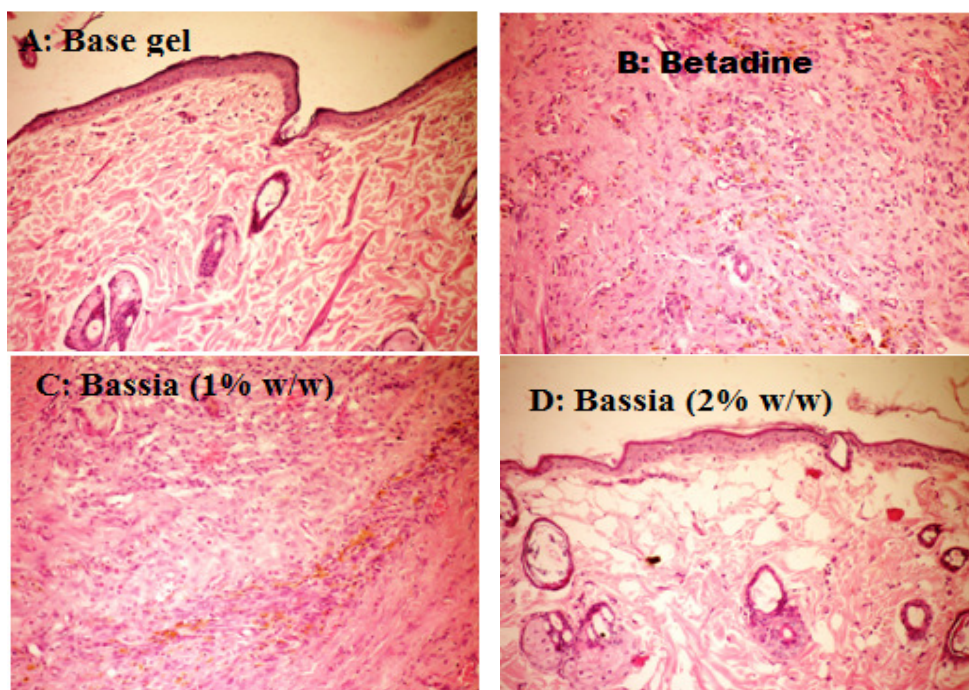 A: Base gel
B: Betadine
C: Bassia (1% w/w)
D: Bassia (2% w/w)